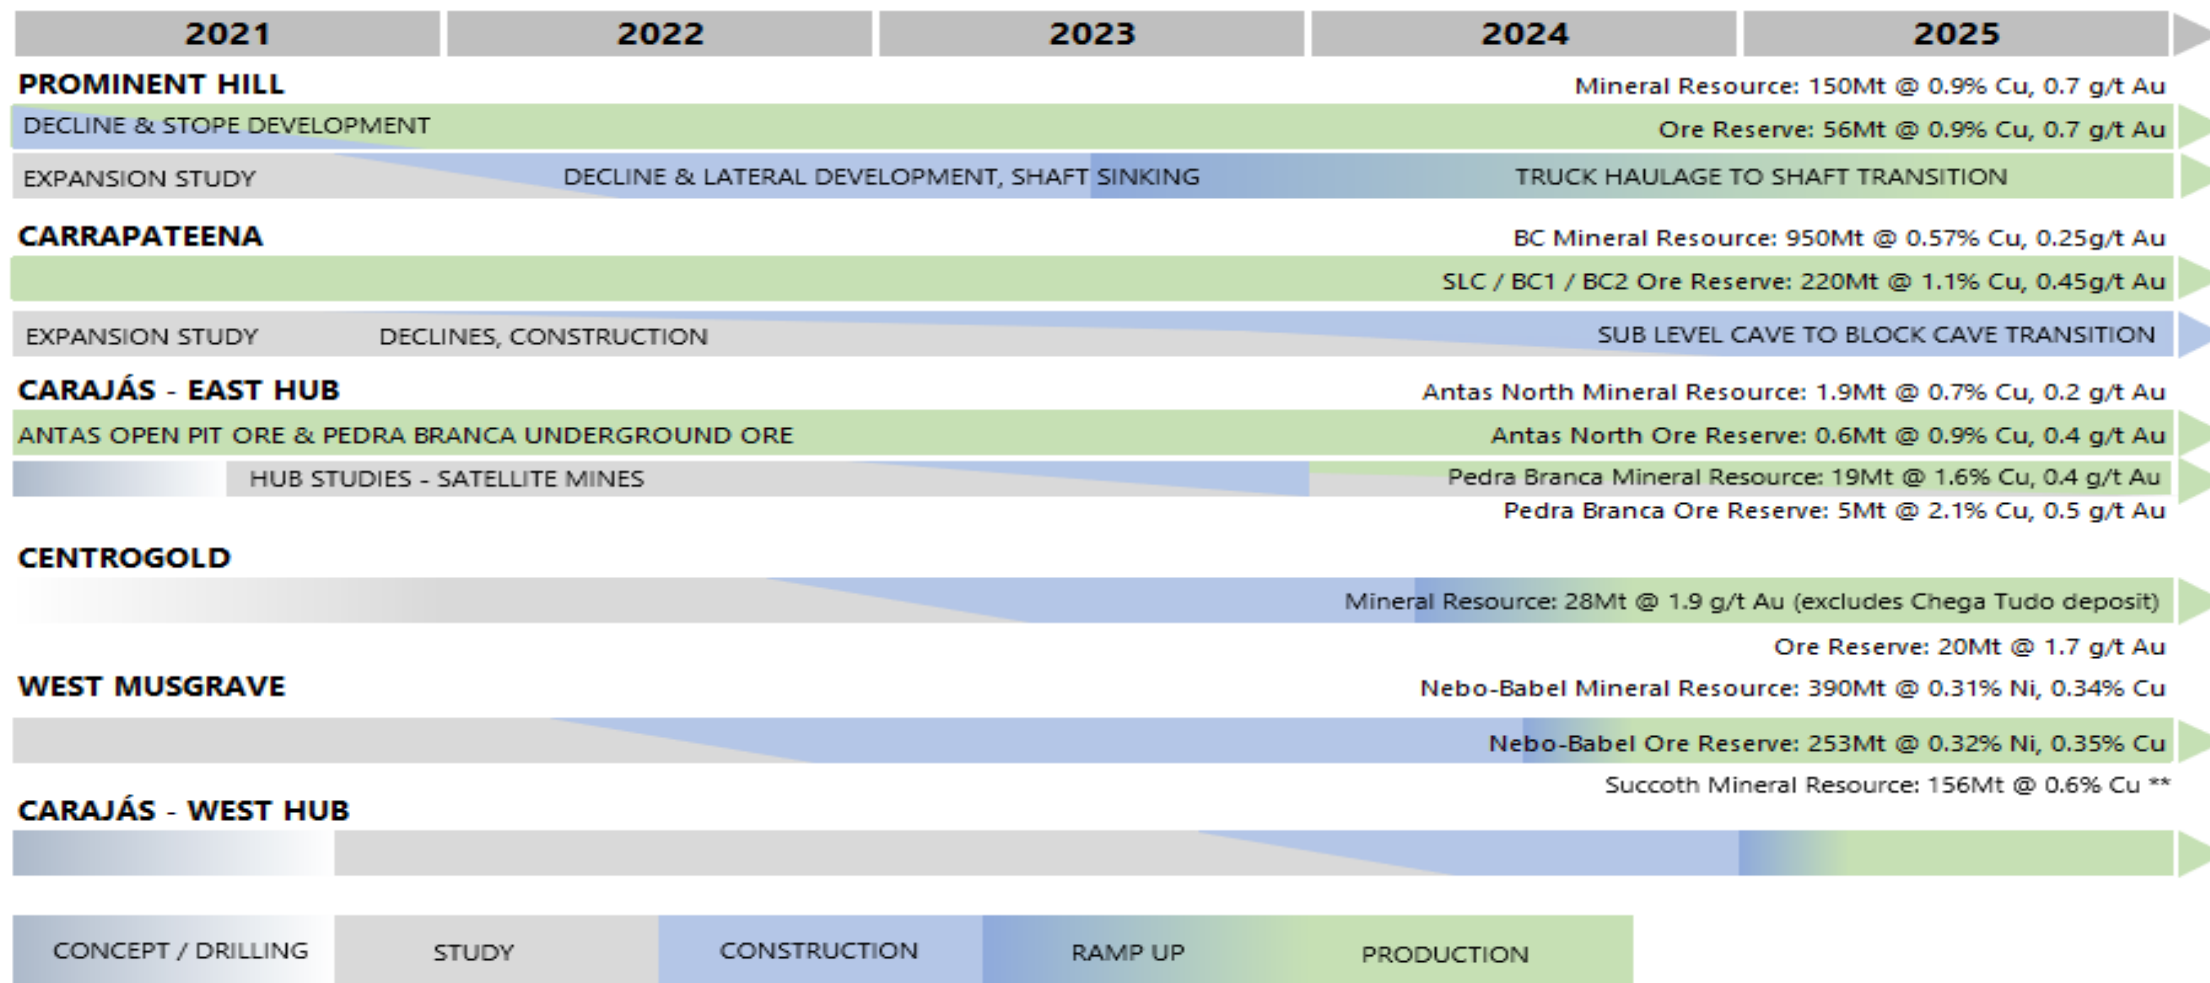 2021 2022 2023 2024 2025
PROMINENT HILL
Mineral Resource: 150Mt @ 0.9% Cu, 0.7 g/t Au
DECLINE & STOPE DEVELOPMENT
Ore Reserve: 56Mt @ 0.9% Cu, 0.7 g/t Au
EXPANSION STUDY
DECLINE & LATERAL DEVELOPMENT, SHAFT SINKING
TRUCK HAULAGE TO SHAFT TRANSITION
CARRAPATEENA
BC Mineral Resource: 950Mt @ 0.57% Cu, 0.25g/t Au
SLC / BC1 / BC2 Ore Reserve: 220Mt @ 1.1% Cu, 0.45g/t Au
EXPANSION STUDY
DECLINES, CONSTRUCTION
SUB LEVEL CAVE TO BLOCK CAVE TRANSITION
CARAJÁS - EAST HUB
Antas North Mineral Resource: 1.9Mt @ 0.7% Cu, 0.2 g/t Au
ANTAS OPEN PIT ORE & PEDRA BRANCA UNDERGROUND ORE
Antas North Ore Reserve: 0.6Mt @ 0.9% Cu, 0.4 g/t Au
HUB STUDIES - SATELLITE MINES
Pedra Branca Mineral Resource: 19Mt @ 1.6% Cu, 0.4 g/t Au
Pedra Branca Ore Reserve: 5Mt @ 2.1% Cu, 0.5 g/t Au
CENTROGOLD
Mineral Resource: 28Mt @ 1.9 g/t Au (excludes Chega Tudo deposit)
Ore Reserve: 20Mt @ 1.7 g/t Au
WEST MUSGRAVE
Nebo-Babel Mineral Resource: 390Mt @ 0.31% Ni, 0.34% Cu
Nebo-Babel Ore Reserve: 253Mt @ 0.32% Ni, 0.35% Cu
Succoth Mineral Resource: 156Mt @ 0.6% Cu **
CARAJÁS - WEST HUB
CONCEPT / DRILLING
STUDY
CONSTRUCTION
RAMP UP
PRODUCTION